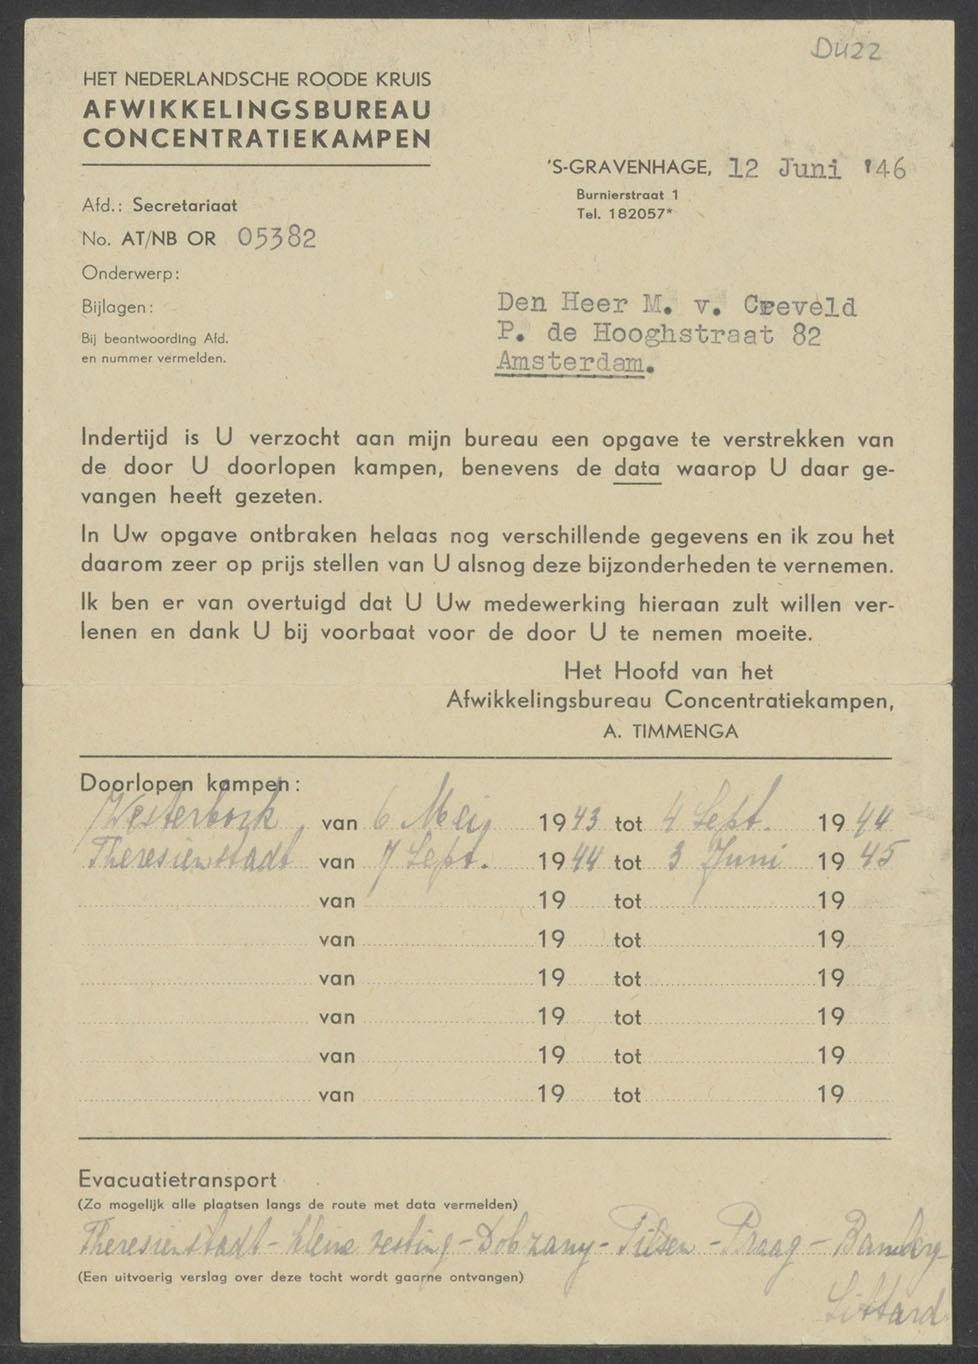 DU22
HET NEDERLANDSCHE ROODE KRUIS
AFWIKKELINGSBUREAU
CONCENTRATIEKAMPEN
'S-GRAVENHAGE, 12 Juni '46
Burnierstraat 1
Tel. 182057*
Afd.: Secretariaat
No. AT/NB OR 05382
Onderwerp:
Bijlagen:
Bij beantwoording Afd.
en nummer vermelden.
Den Heer M. v. Creveld
P. de Hooghstraat 82
Amsterdam.
Indertijd is U verzocht aan mijn bureau een opgave te verstrekken van
de door U doorlopen kampen, benevens de data waarop U daar ge-
vangen heeft gezeten.
In Uw opgave ontbraken helaas nog verschillende gegevens en ik zou het
daarom zeer op prijs stellen van U alsnog deze bijzonderheden te vernemen.
Ik ben er van overtuigd dat U Uw medewerking hieraan zult willen ver-
lenen en dank U bij voorbaat voor de door U te nemen moeite.
Het Hoofd van het
Afwikkelingsbureau Concentratiekampen,
A. TIMMENGA
Doorlopen kampen:
Westerbork van 6 Mei 1943 tot 4 Sept. 1944
Theresienstadt van 7 Sept. 1944 tot 3 Juni 1945
van 19 tot 19
van 19 tot 19
van 19 tot 19
van 19 tot 19
van 19 tot 19
van 19 tot 19
Evacuatietransport
(Zo mogelijk alle plaatsen langs de route met data vermelden)
Theresienstadt - kleine vesting - Dobzany - Pilsen - Praag - Bamberg -
(Een uitvoerig verslag over deze tocht wordt gaarne ontvangen)
Sittard